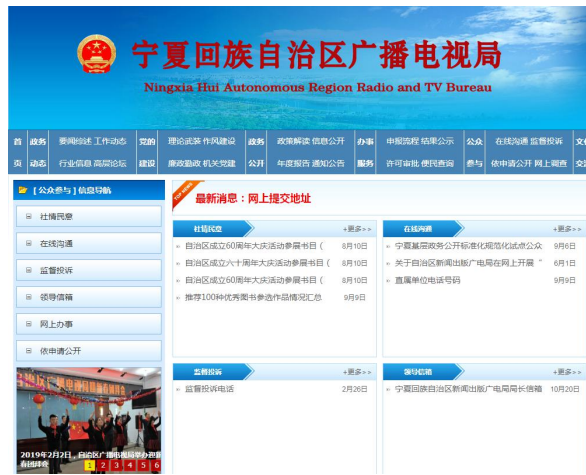 宁夏回族自治区广播电视局
Ningxia Hui Autonomous Region Radio and TV Bureau
首 政务 要闻综述 工作动态 党的 理论武装 作风建设 政务 政策解读 信息公开 办事 申报流程 结果公示 公众 在线沟通 监督投诉
页 动态 行业信息 高层论坛 建设 廉政勤政 机关党建 公开 年度报告 通知公告 服务 许可审批 便民查询 参与 依申请公开 网上调查
[公众参与]信息导航
社情民意
在线沟通
监督投诉
领导信箱
网上办事
依申请公开
2019年2月2日，自治区广播电视局举办迎新
春团拜会
1 2 3 4 5 6
TOP NEWS
最新消息：网上提交地址
社情民意 +更多>>
自治区成立60周年大庆活动参展书目（ 8月10日
自治区成立六十周年大庆活动参展书目（ 8月10日
自治区成立60周年大庆活动参展书目（ 8月10日
推荐100种优秀图书参选作品情况汇总 9月9日
在线沟通 +更多>>
宁夏基层政务公开标准化规范化试点公众 9月6日
关于自治区新闻出版广电局在网上开展“ 6月1日
直属单位电话号码 9月9日
监督投诉 +更多>>
监督投诉电话 2月26日
领导信箱 +更多>>
宁夏回族自治区新闻出版广电局局长信箱 10月20日